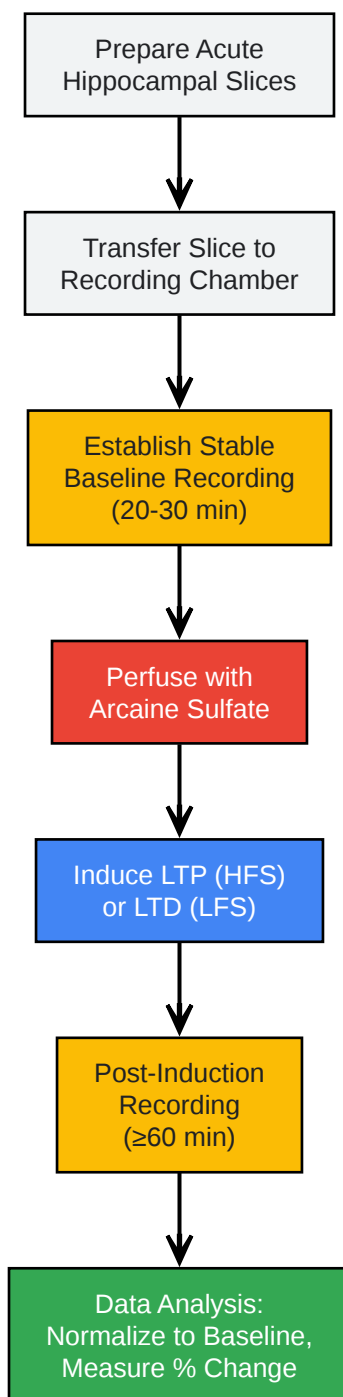 Prepare Acute
Hippocampal Slices
Transfer Slice to
Recording Chamber
Establish Stable
Baseline Recording
(20-30 min)
Perfuse with
Arcaine Sulfate
Induce LTP (HFS)
or LTD (LFS)
Post-Induction
Recording
(≥60 min)
Data Analysis:
Normalize to Baseline,
Measure % Change